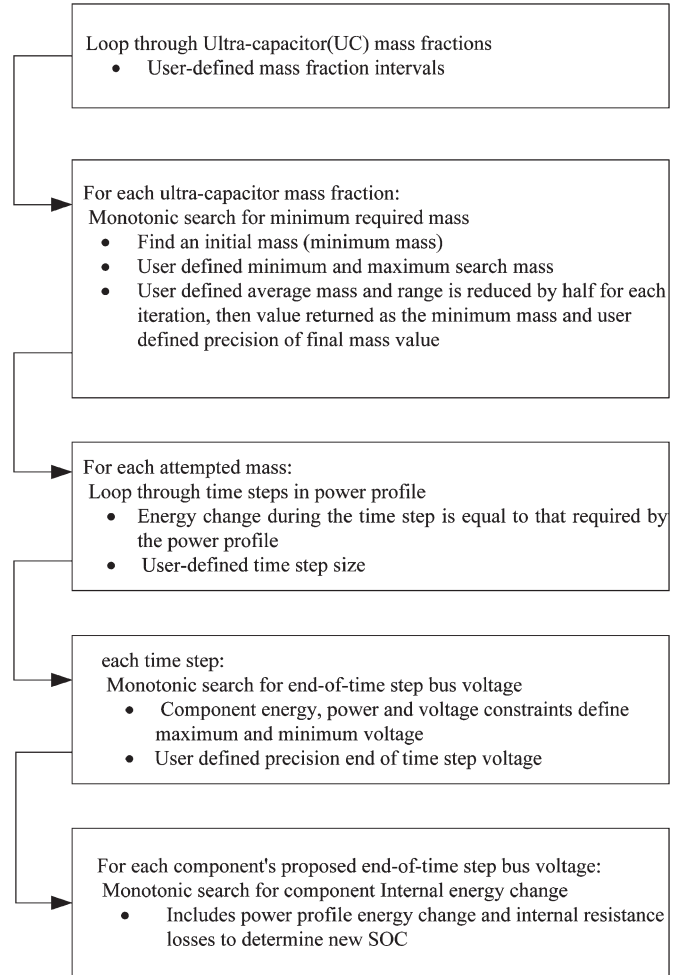 Loop through Ultra-capacitor(UC) mass fractions
• User-defined mass fraction intervals
For each ultra-capacitor mass fraction:
Monotonic search for minimum required mass
• Find an initial mass (minimum mass)
• User defined minimum and maximum search mass
• User defined average mass and range is reduced by half for each
iteration, then value returned as the minimum mass and user
defined precision of final mass value
For each attempted mass:
Loop through time steps in power profile
• Energy change during the time step is equal to that required by
the power profile
• User-defined time step size
each time step:
Monotonic search for end-of-time step bus voltage
• Component energy, power and voltage constraints define
maximum and minimum voltage
• User defined precision end of time step voltage
For each component's proposed end-of-time step bus voltage:
Monotonic search for component Internal energy change
• Includes power profile energy change and internal resistance
losses to determine new SOC